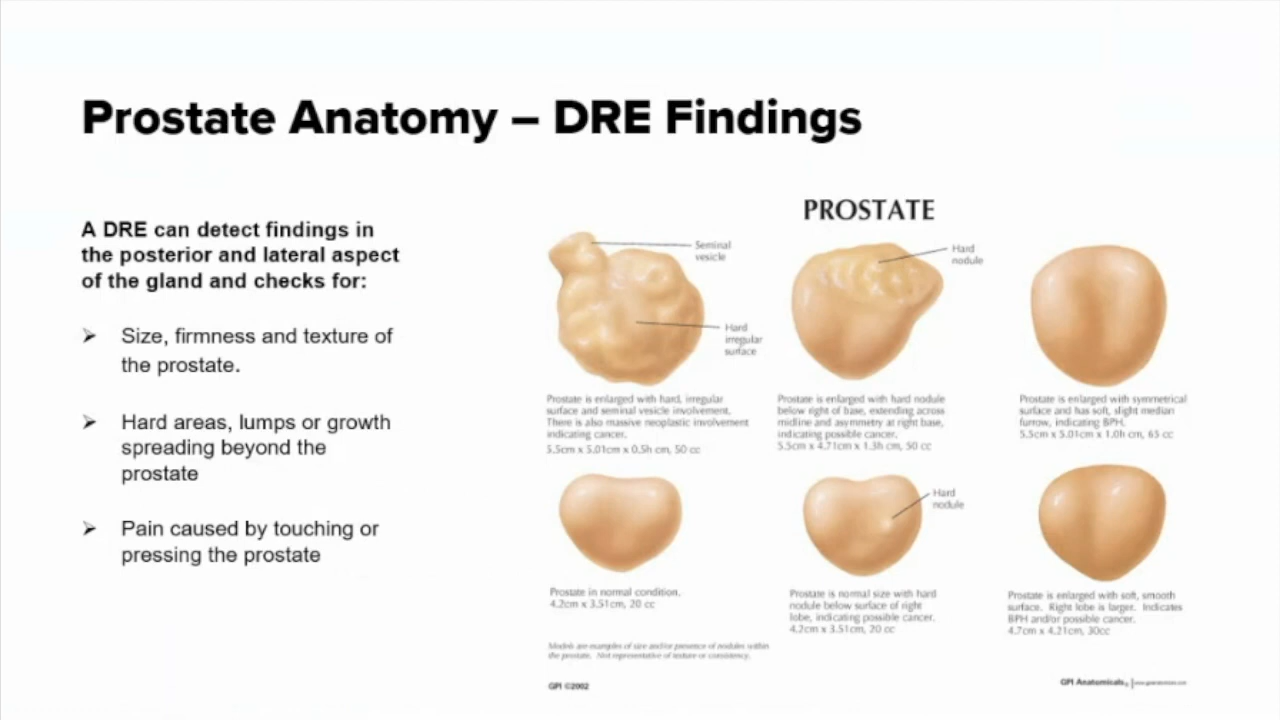 Prostate Anatomy – DRE Findings
A DRE can detect findings in
the posterior and lateral aspect
of the gland and checks for:
Size, firmness and texture of
the prostate.
Hard areas, lumps or growth
spreading beyond the
prostate
Pain caused by touching or
pressing the prostate
PROSTATE
Seminal
vesicle
Hard
irregular
surface
Prostate is enlarged with hard, irregular
surface and seminal vesicle involvement.
There is also massive neoplastic involvement
indicating cancer.
5.5cm x 5.01cm x 0.5h cm, 50 cc
Hard
nodule
Prostate is enlarged with hard nodule
below right of base, extending across
midline and asymmetry at right base,
indicating possible cancer.
5.5cm x 4.71cm x 1.3h cm, 50 cc
Prostate is enlarged with symmetrical
surface and has soft, slight median
furrow, indicating BPH.
5.5cm x 5.01cm x 1.0h cm, 65 cc
Prostate in normal condition.
4.2cm x 3.51cm, 20 cc
Hard
nodule
Prostate is normal size with hard
nodule below surface of right
lobe, indicating possible cancer.
4.2cm x 3.51cm, 20 cc
Prostate is enlarged with soft, smooth
surface. Right lobe is larger. Indicates
BPH and/or possible cancer.
4.7cm x 4.21cm, 30cc
Models are examples of size and/or presence of nodules within
the prostate. Not representative of texture or consistency.
GPI ©2002
GPI Anatomicals